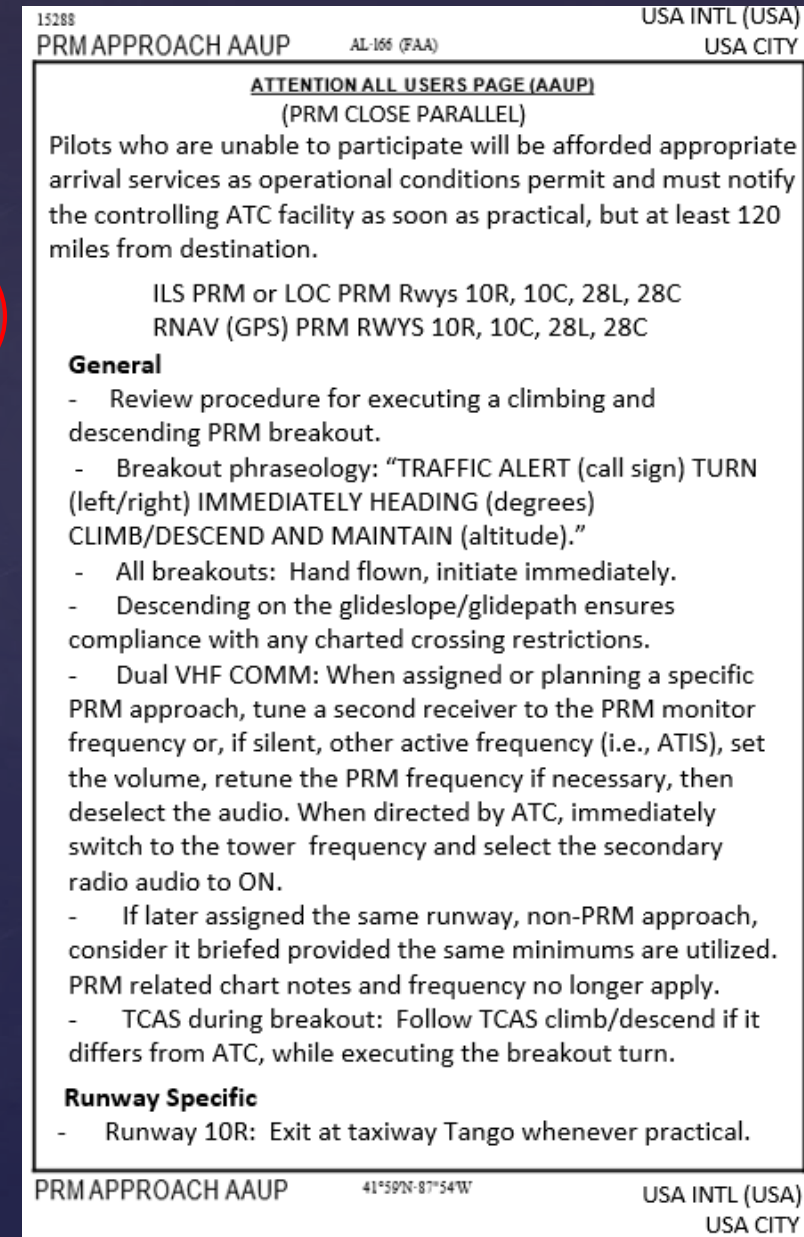 15288
USA INTL (USA)
PRM APPROACH AAUP AL-166 (FAA) USA CITY
ATTENTION ALL USERS PAGE (AAUP)
(PRM CLOSE PARALLEL)
Pilots who are unable to participate will be afforded appropriate
arrival services as operational conditions permit and must notify
the controlling ATC facility as soon as practical, but at least 120
miles from destination.
ILS PRM or LOC PRM Rwys 10R, 10C, 28L, 28C
RNAV (GPS) PRM RWYS 10R, 10C, 28L, 28C
General
- Review procedure for executing a climbing and
descending PRM breakout.
- Breakout phraseology: “TRAFFIC ALERT (call sign) TURN
(left/right) IMMEDIATELY HEADING (degrees)
CLIMB/DESCEND AND MAINTAIN (altitude).”
- All breakouts: Hand flown, initiate immediately.
- Descending on the glideslope/glidepath ensures
compliance with any charted crossing restrictions.
- Dual VHF COMM: When assigned or planning a specific
PRM approach, tune a second receiver to the PRM monitor
frequency or, if silent, other active frequency (i.e., ATIS), set
the volume, retune the PRM frequency if necessary, then
deselect the audio. When directed by ATC, immediately
switch to the tower frequency and select the secondary
radio audio to ON.
- If later assigned the same runway, non-PRM approach,
consider it briefed provided the same minimums are utilized.
PRM related chart notes and frequency no longer apply.
- TCAS during breakout: Follow TCAS climb/descend if it
differs from ATC, while executing the breakout turn.
Runway Specific
- Runway 10R: Exit at taxiway Tango whenever practical.
PRM APPROACH AAUP 41°59'N-87°54'W USA INTL (USA)
USA CITY